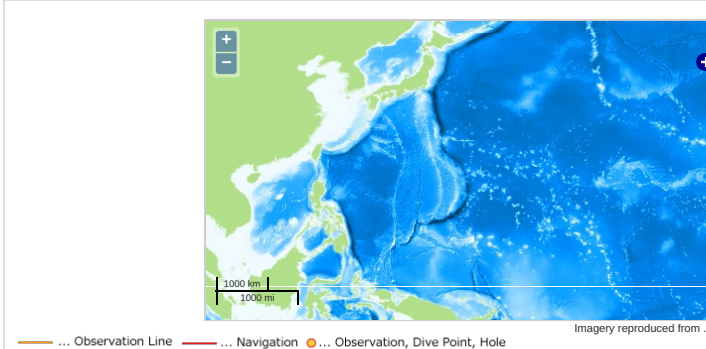 +
−
1000 km
1000 mi
Imagery reproduced from .
... Observation Line ... Navigation ... Observation, Dive Point, Hole